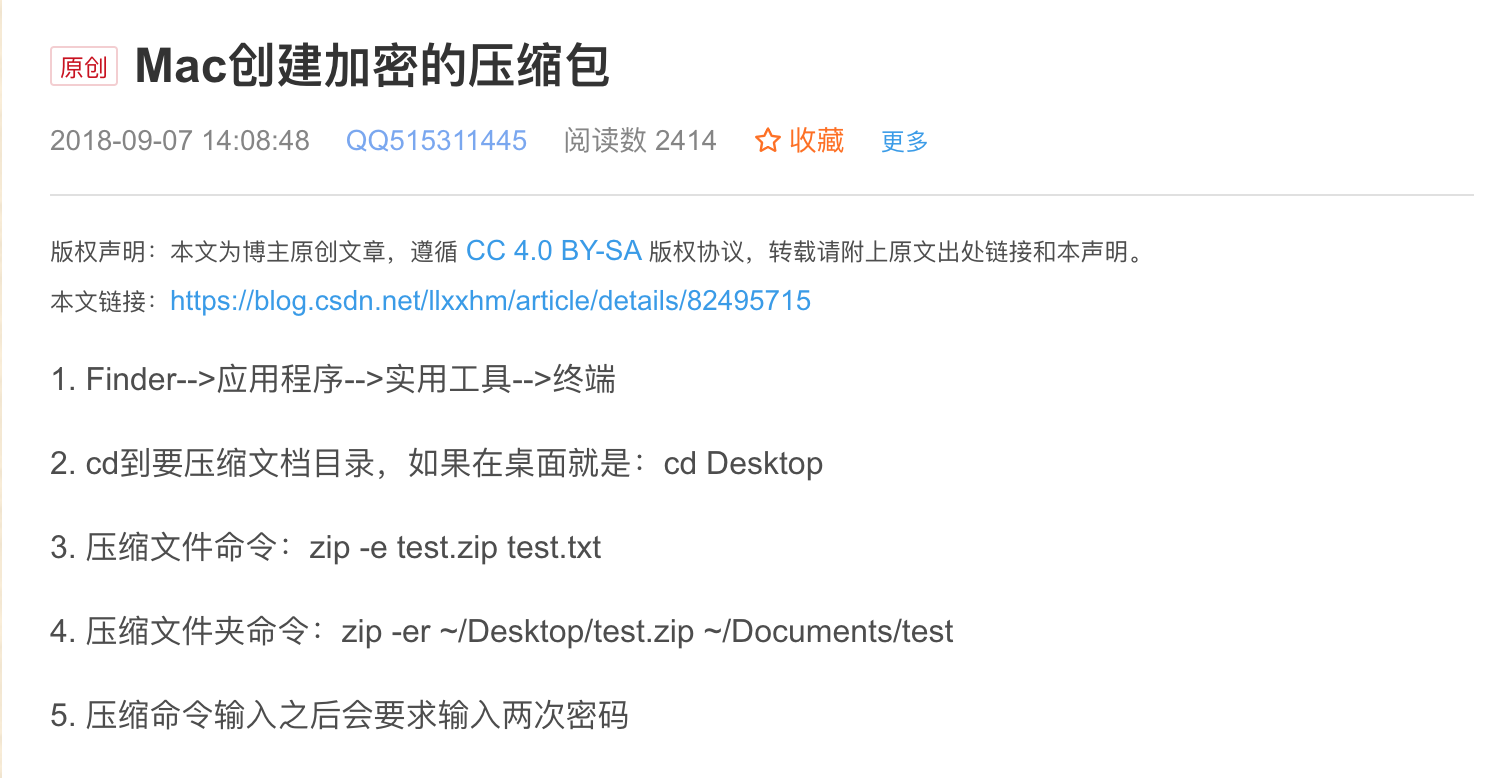 原创 Mac创建加密的压缩包
2018-09-07 14:08:48 QQ515311445 阅读数 2414 收藏 更多
版权声明：本文为博主原创文章，遵循 CC 4.0 BY-SA 版权协议，转载请附上原文出处链接和本声明。
本文链接：https://blog.csdn.net/llxxhm/article/details/82495715
1. Finder-->应用程序-->实用工具-->终端
2. cd到要压缩文档目录，如果在桌面就是：cd Desktop
3. 压缩文件命令：zip -e test.zip test.txt
4. 压缩文件夹命令：zip -er ~/Desktop/test.zip ~/Documents/test
5. 压缩命令输入之后会要求输入两次密码